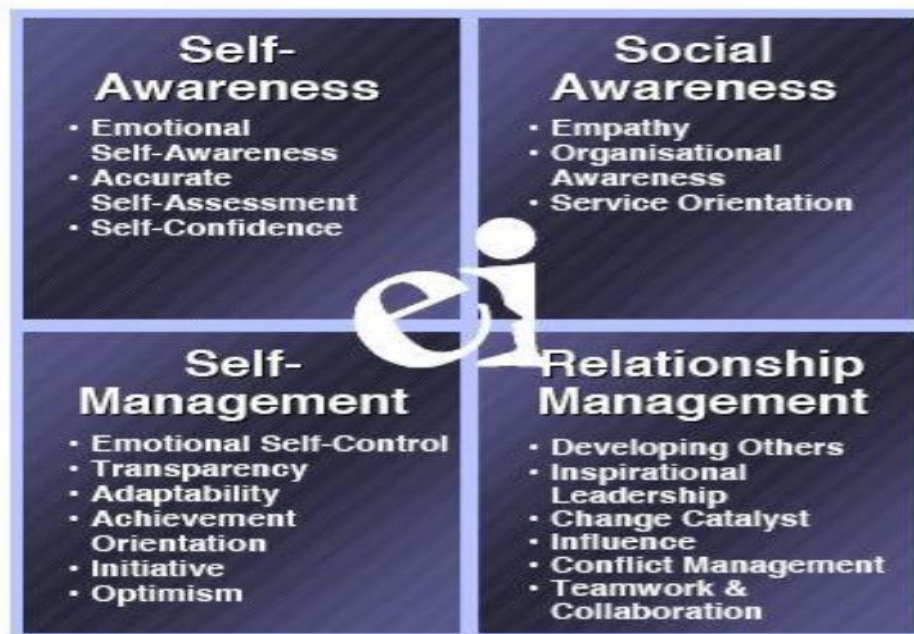 Self-
Awareness
• Emotional
Self-Awareness
• Accurate
Self-Assessment
• Self-Confidence
Social
Awareness
• Empathy
• Organisational
Awareness
• Service Orientation
ei
Self-
Management
• Emotional Self-Control
• Transparency
• Adaptability
• Achievement
Orientation
• Initiative
• Optimism
Relationship
Management
• Developing Others
• Inspirational
Leadership
• Change Catalyst
• Influence
• Conflict Management
• Teamwork &
Collaboration